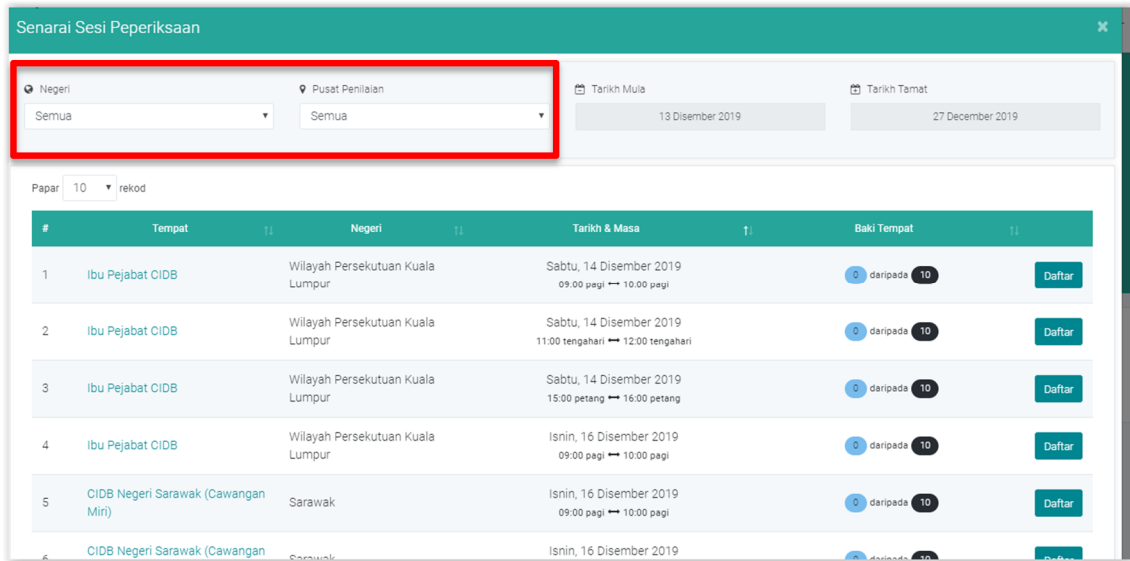 Senarai Sesi Peperiksaan
Negeri
Pusat Penilaian
Tarikh Mula
Tarikh Tamat
Semua
Semua
13 Disember 2019
27 December 2019
Papar 10 rekod
# Tempat Negeri Tarikh & Masa Baki Tempat
1 Ibu Pejabat CIDB Wilayah Persekutuan Kuala Sabtu, 14 Disember 2019 0 daripada 10 Daftar
Lumpur 09.00 pagi ↔ 10.00 pagi
2 Ibu Pejabat CIDB Wilayah Persekutuan Kuala Sabtu, 14 Disember 2019 0 daripada 10 Daftar
Lumpur 11:00 tengahari ↔ 12:00 tengahari
3 Ibu Pejabat CIDB Wilayah Persekutuan Kuala Sabtu, 14 Disember 2019 0 daripada 10 Daftar
Lumpur 15:00 petang ↔ 16:00 petang
4 Ibu Pejabat CIDB Wilayah Persekutuan Kuala Isnin, 16 Disember 2019 0 daripada 10 Daftar
Lumpur 09:00 pagi ↔ 10:00 pagi
5 CIDB Negeri Sarawak (Cawangan Sarawak Isnin, 16 Disember 2019 0 daripada 10 Daftar
Miri) 09:00 pagi ↔ 10:00 pagi
6 CIDB Negeri Sarawak (Cawangan Sarawak Isnin, 16 Disember 2019 0 daripada 10 Daftar